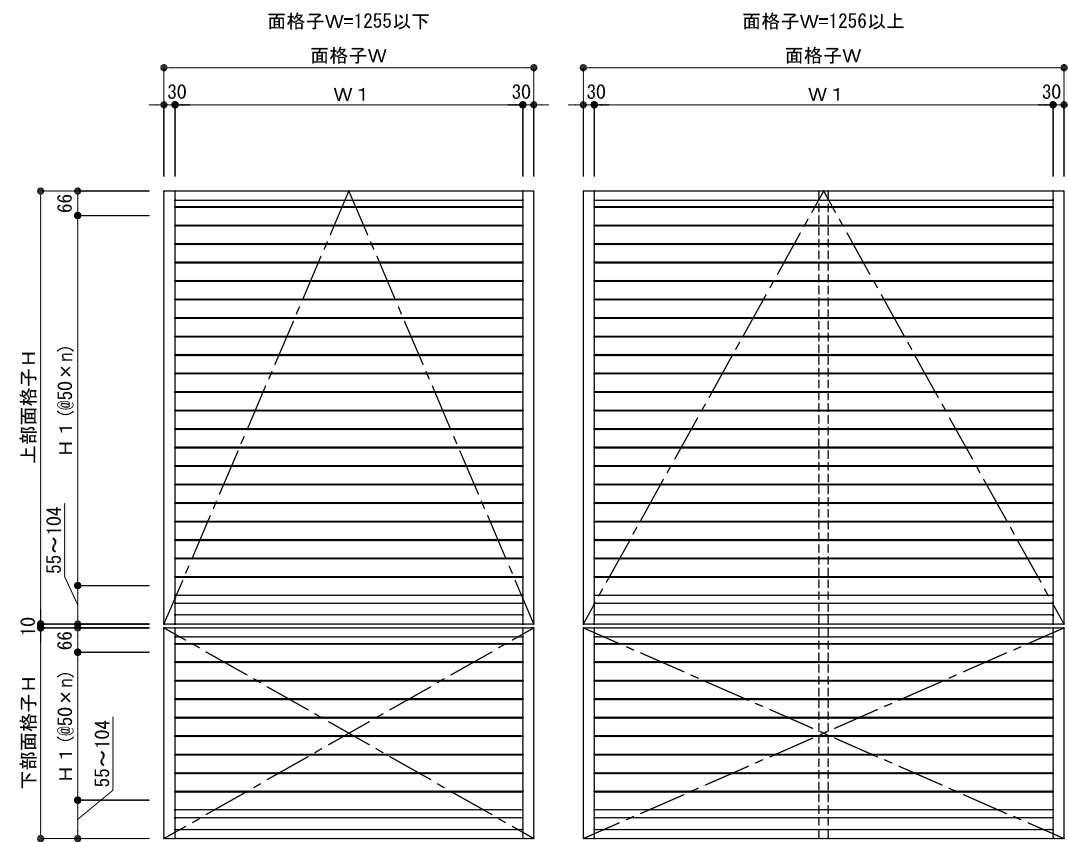 面格子W=1255以下
面格子W
30
W1
30
面格子W=1256以上
面格子W
30
W1
30
上部面格子H
66
H1(@50×n)
55~104
10
下部面格子H
66
H1(@50×n)
55~104